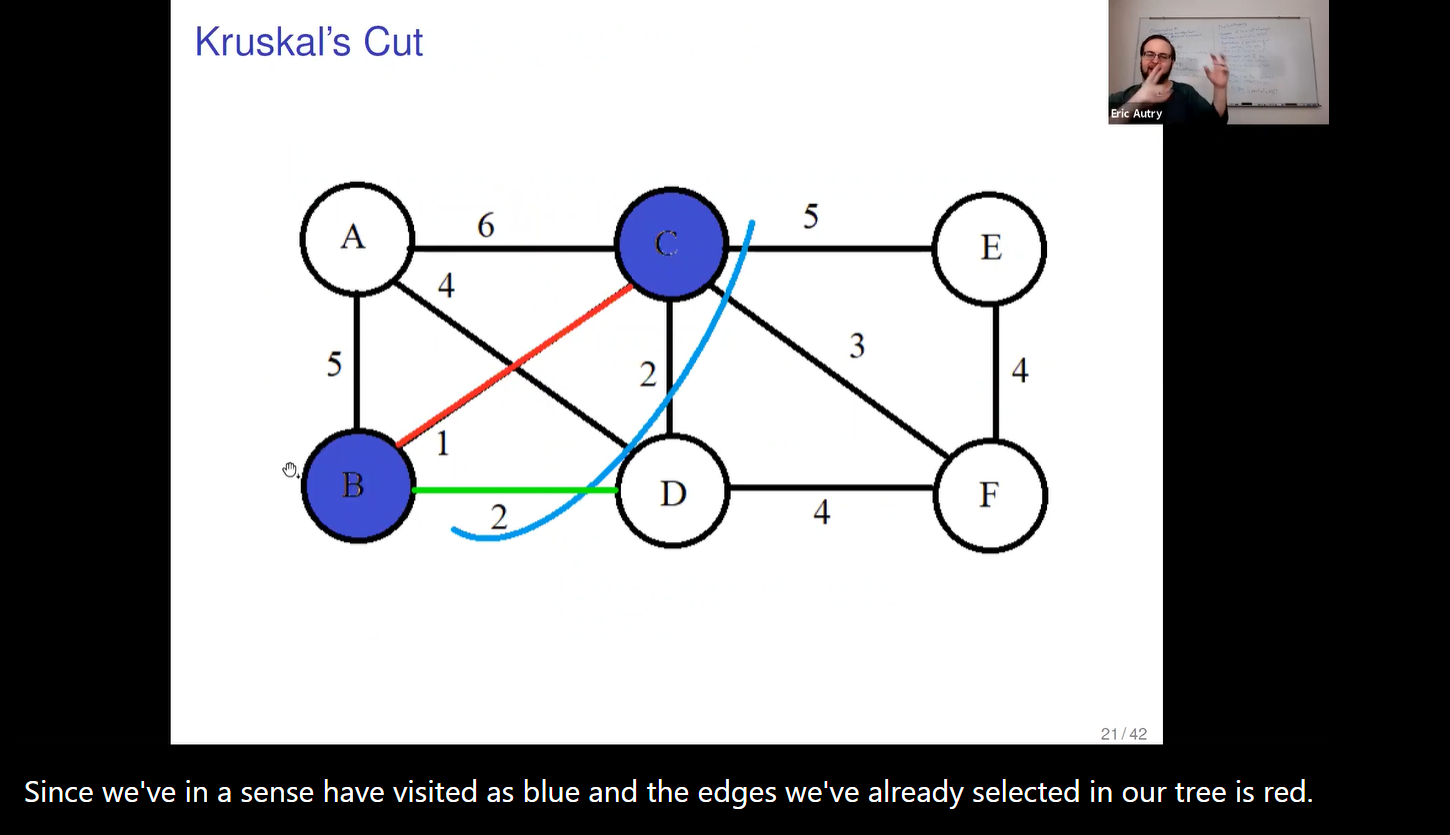 Kruskal's Cut
Eric Autry
A
6
C
5
E
4
5
2
3
4
1
B
2
D
4
F
21 / 42
Since we've in a sense have visited as blue and the edges we've already selected in our tree is red.